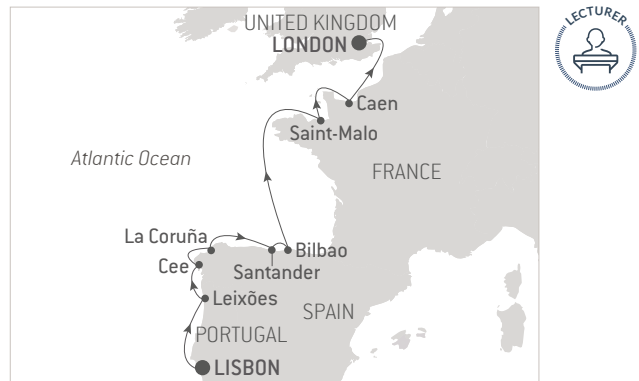 UNITED KINGDOM
LONDON
LECTURER
Caen
Saint-Malo
Atlantic Ocean
FRANCE
La Coruña
Bilbao
Cee
Santander
Leixões
SPAIN
PORTUGAL
LISBON